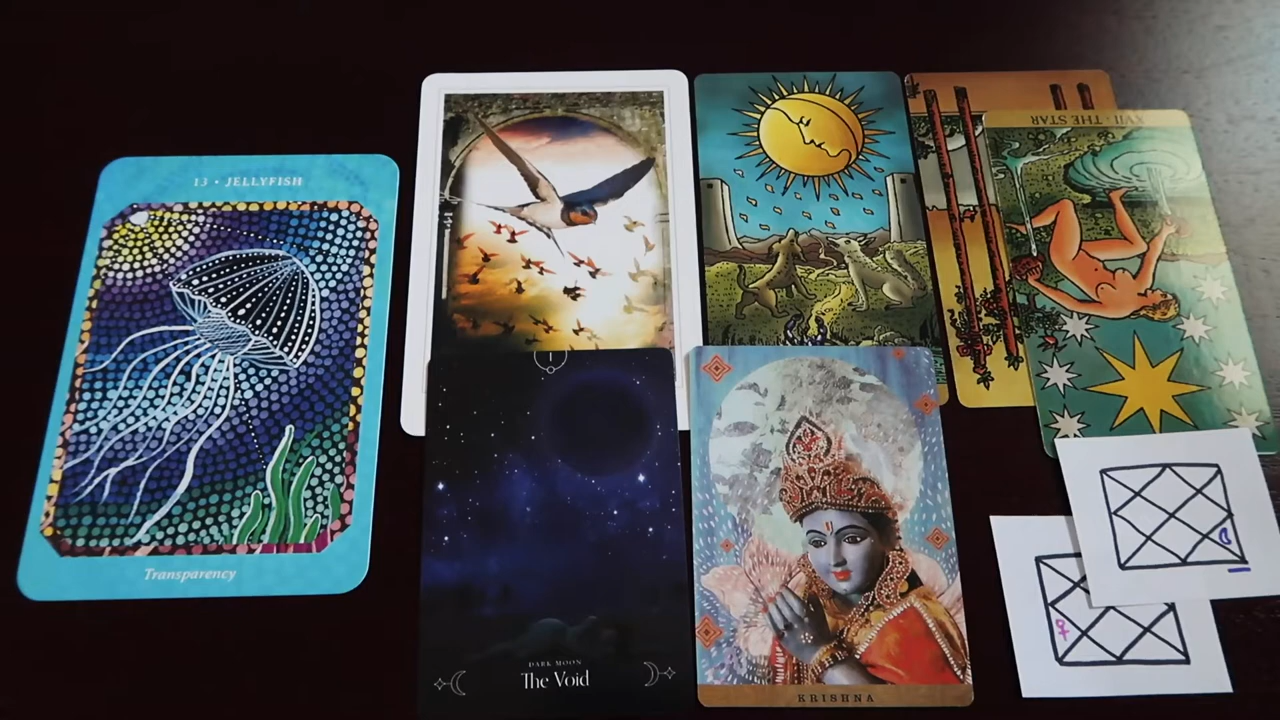 13 • JELLYFISH
Transparency
XVII • THE STAR
DARK MOON
The Void
KRISHNA